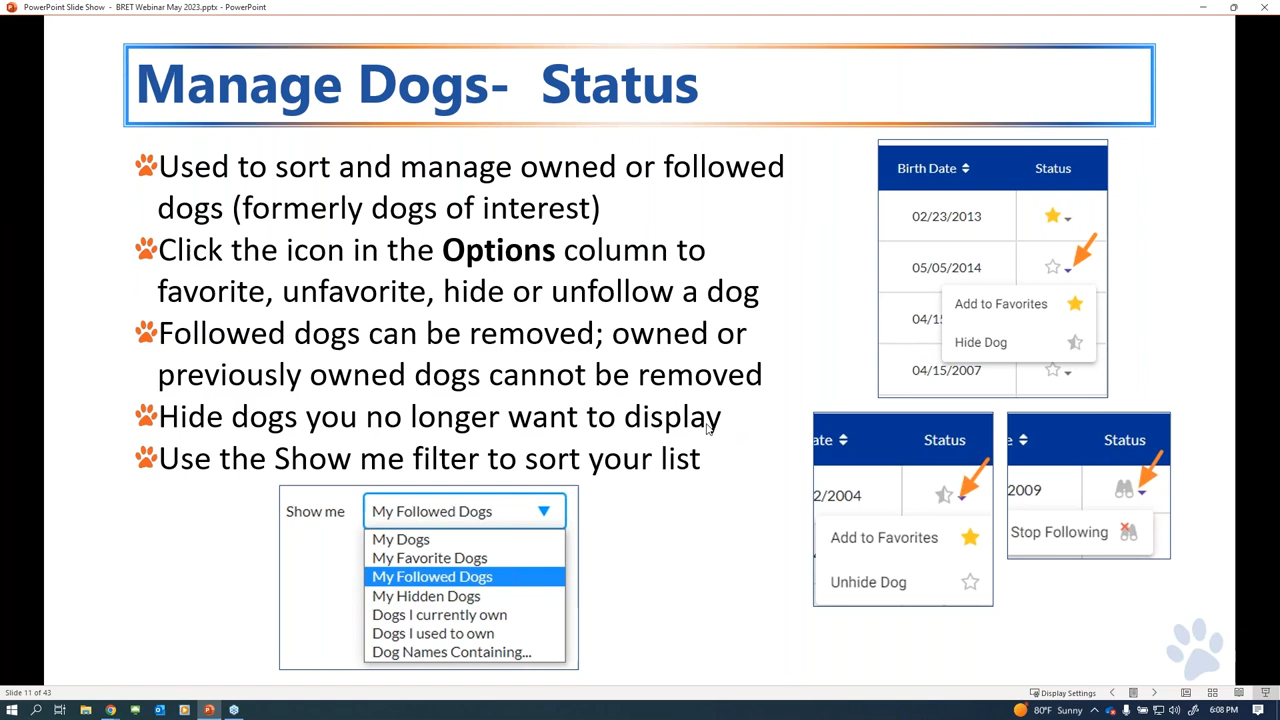 PowerPoint Slide Show - BRET Webinar May 2023.pptx - PowerPoint
Manage Dogs- Status
Used to sort and manage owned or followed
dogs (formerly dogs of interest)
Click the icon in the Options column to
favorite, unfavorite, hide or unfollow a dog
Followed dogs can be removed; owned or
previously owned dogs cannot be removed
Hide dogs you no longer want to display
Use the Show me filter to sort your list
Show me My Followed Dogs
My Dogs
My Favorite Dogs
My Followed Dogs
My Hidden Dogs
Dogs I currently own
Dogs I used to own
Dog Names Containing...
Birth Date Status
02/23/2013
05/05/2014
Add to Favorites
04/15
Hide Dog
04/15/2007
ate Status
2/2004
Add to Favorites
Unhide Dog
e Status
2009
Stop Following
Slide 11 of 43
Display Settings
80°F Sunny
6:08 PM